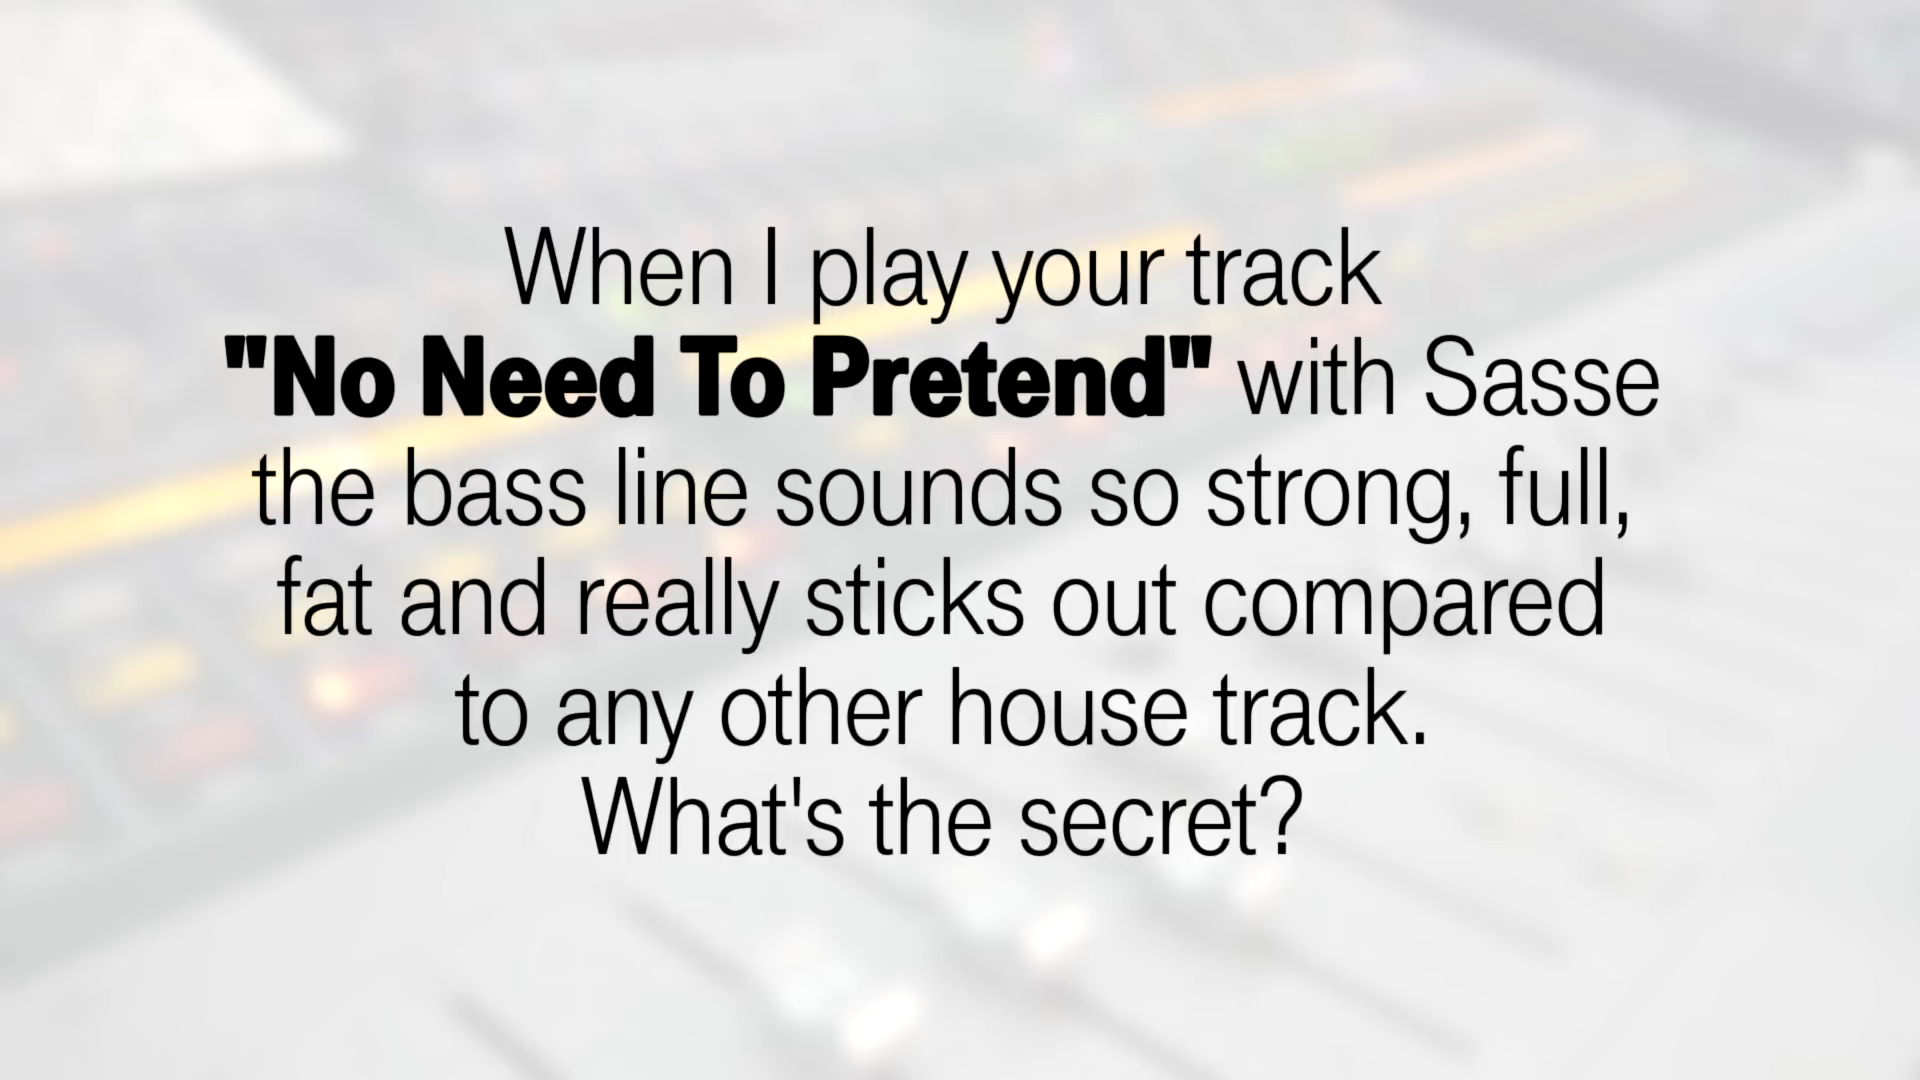 When I play your track
"No Need To Pretend" with Sasse
the bass line sounds so strong, full,
fat and really sticks out compared
to any other house track.
What's the secret?